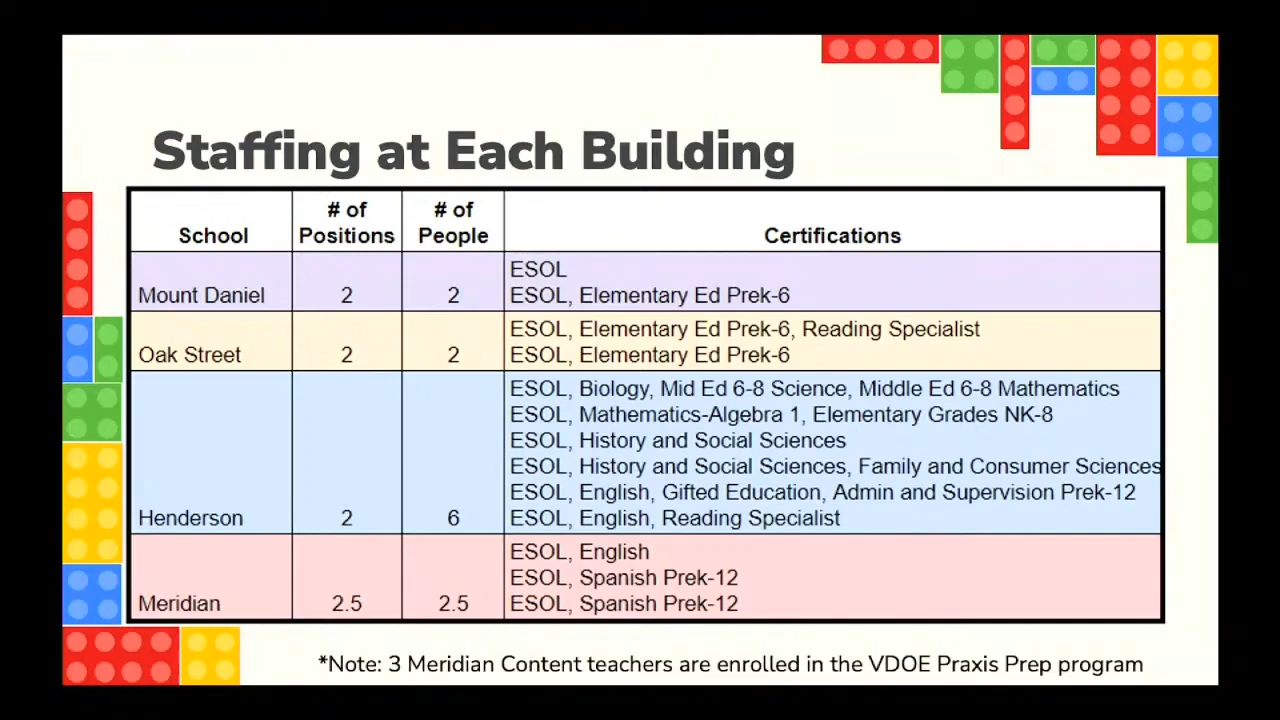 Staffing at Each Building
School
# of Positions
# of People
Certifications
Mount Daniel
2
2
ESOL
ESOL, Elementary Ed Prek-6
Oak Street
2
2
ESOL, Elementary Ed Prek-6, Reading Specialist
ESOL, Elementary Ed Prek-6
Henderson
2
6
ESOL, Biology, Mid Ed 6-8 Science, Middle Ed 6-8 Mathematics
ESOL, Mathematics-Algebra 1, Elementary Grades NK-8
ESOL, History and Social Sciences
ESOL, History and Social Sciences, Family and Consumer Sciences
ESOL, English, Gifted Education, Admin and Supervision Prek-12
ESOL, English, Reading Specialist
Meridian
2.5
2.5
ESOL, English
ESOL, Spanish Prek-12
ESOL, Spanish Prek-12
*Note: 3 Meridian Content teachers are enrolled in the VDOE Praxis Prep program